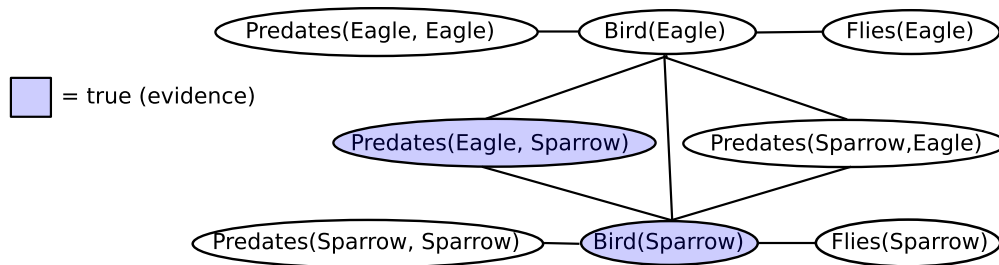 Predates(Eagle, Eagle) Bird(Eagle) Flies(Eagle)
= true (evidence)
Predates(Eagle, Sparrow) Predates(Sparrow,Eagle)
Predates(Sparrow, Sparrow) Bird(Sparrow) Flies(Sparrow)